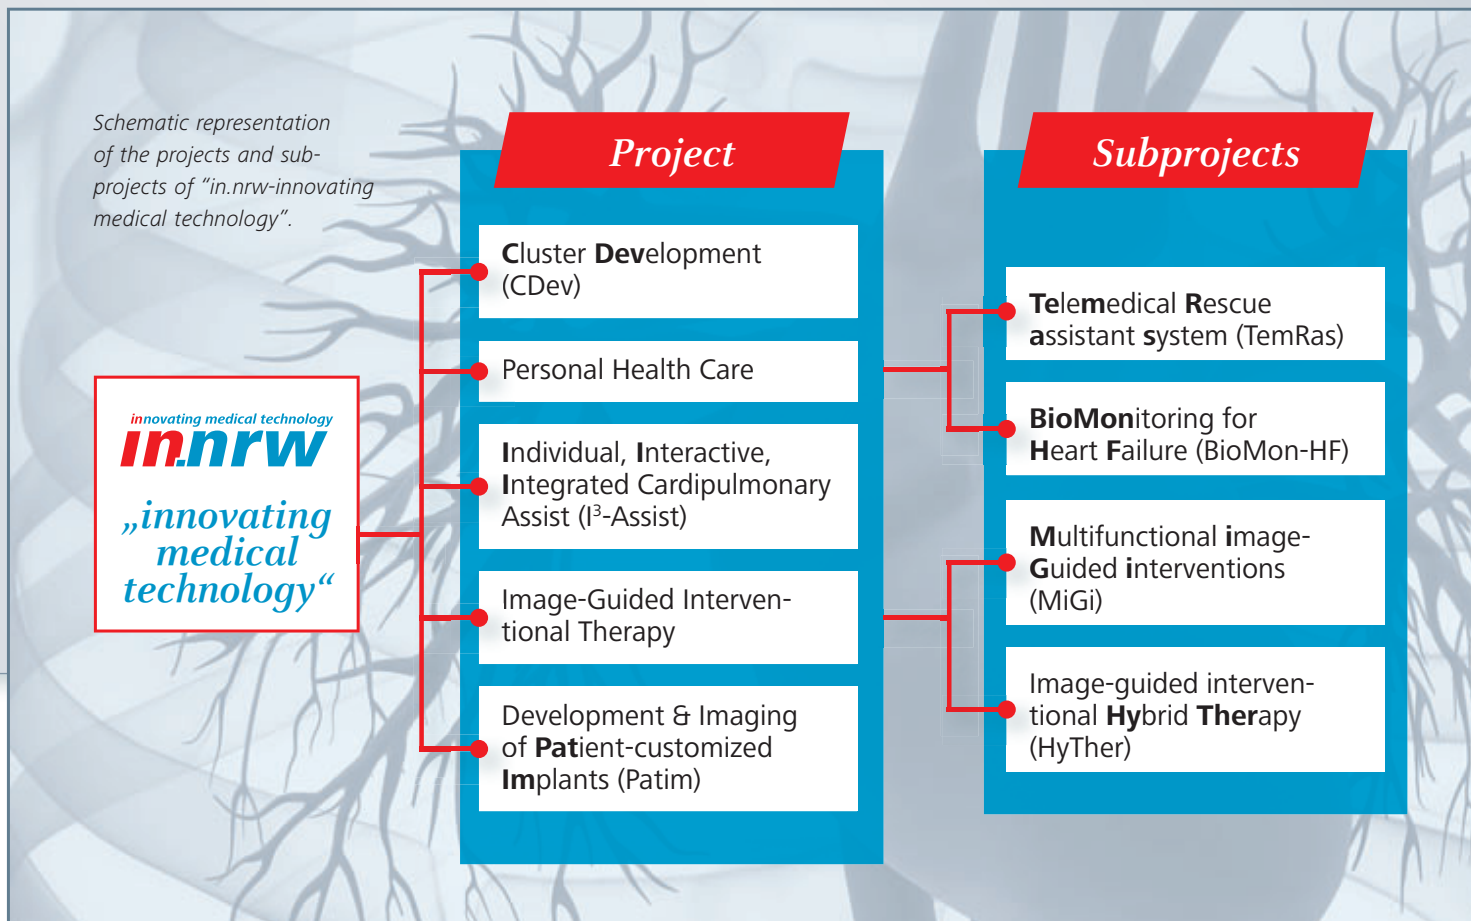 Schematic representation
of the projects and sub-
projects of “in.nrw-innovating
medical technology”.
innovating medical technology
in.nrw
„innovating
medical
technology“
Project
Cluster Development
(CDev)
Personal Health Care
Individual, Interactive,
Integrated Cardipulmonary
Assist (I³-Assist)
Image-Guided Interven-
tional Therapy
Development & Imaging
of Patient-customized
Implants (Patim)
Subprojects
Telemedical Rescue
assistant system (TemRas)
BioMonitoring for
Heart Failure (BioMon-HF)
Multifunctional image-
Guided interventions
(MiGi)
Image-guided interven-
tional Hybrid Therapy
(HyTher)